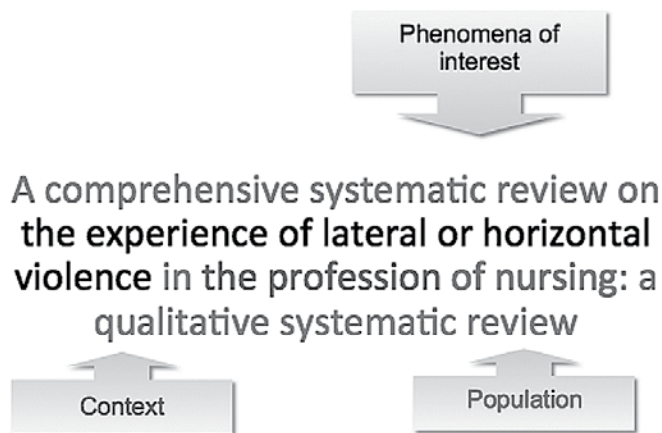 Phenomena of
interest
A comprehensive systematic review on
the experience of lateral or horizontal
violence in the profession of nursing: a
qualitative systematic review
Context
Population